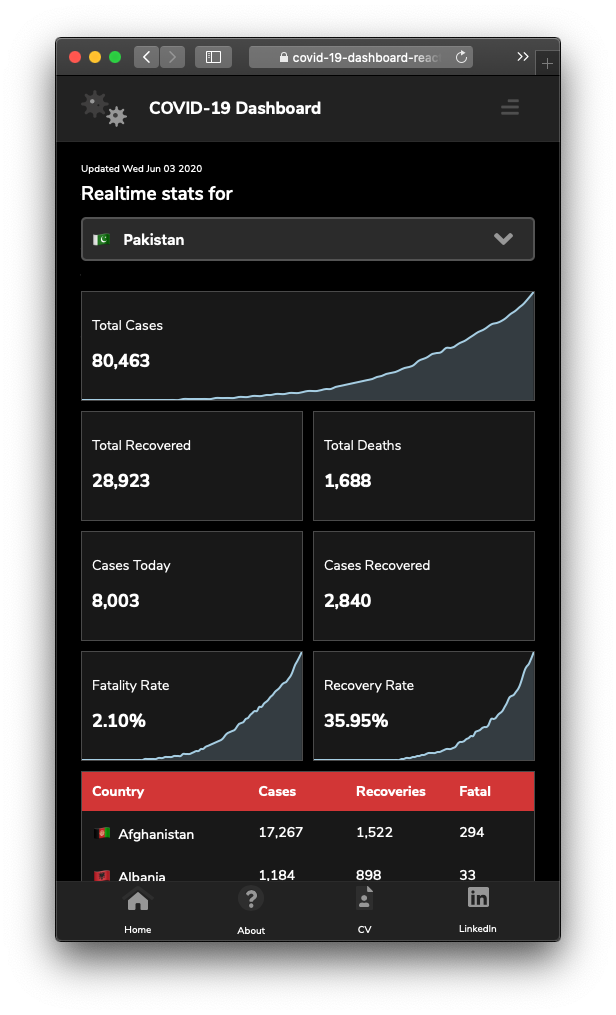 covid-19-dashboard-reac
COVID-19 Dashboard
Updated Wed Jun 03 2020
Realtime stats for
Pakistan
Total Cases
80,463
Total Recovered Total Deaths
28,923 1,688
Cases Today Cases Recovered
8,003 2,840
Fatality Rate Recovery Rate
2.10% 35.95%
Country Cases Recoveries Fatal
Afghanistan 17,267 1,522 294
Albania 1,184 898 33
Home About CV LinkedIn